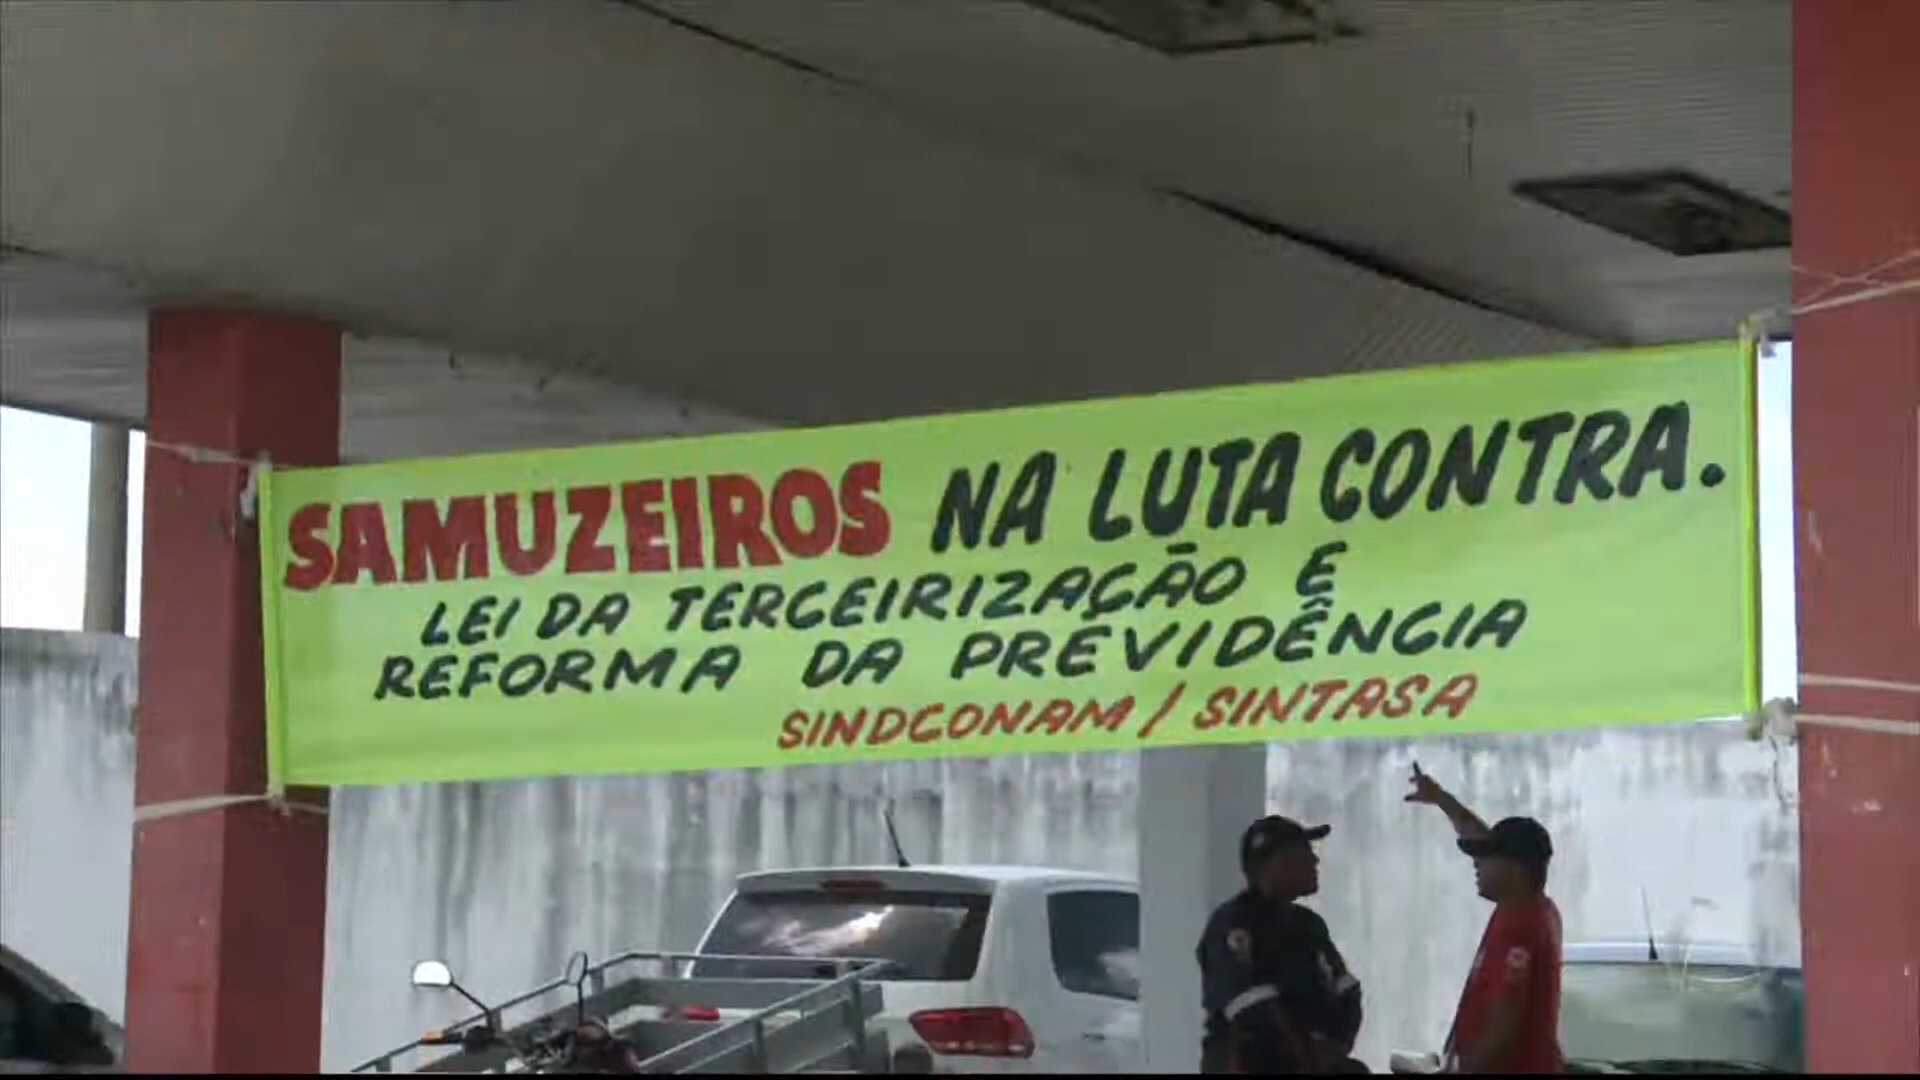 SAMUZEIROS NA LUTA CONTRA.
LEI DA TERCEIRIZAÇÃO E
REFORMA DA PREVIDÊNCIA
SINDCONAM / SINTASA